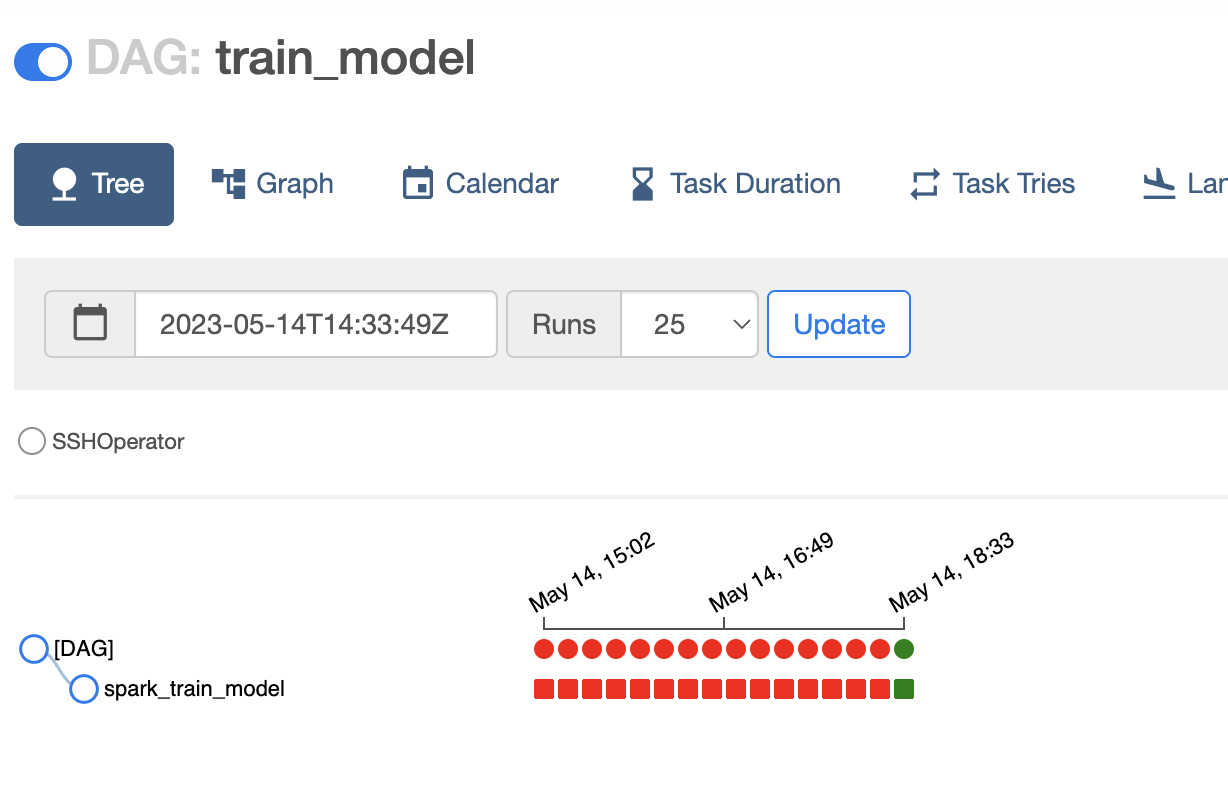 DAG: train_model
Tree Graph Calendar Task Duration Task Tries Lan
2023-05-14T14:33:49Z Runs 25 Update
SSHOperator
May 14, 15:02 May 14, 16:49 May 14, 18:33
[DAG]
spark_train_model